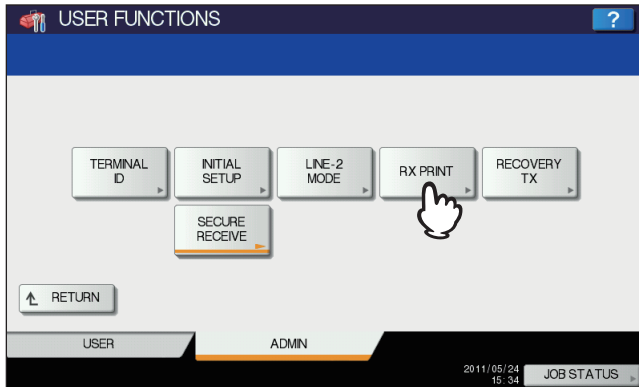 USER FUNCTIONS
?
TERMINAL
ID
INITIAL
SETUP
LINE-2
MODE
RX PRINT
RECOVERY
TX
SECURE
RECEIVE
RETURN
USER
ADMIN
2011/05/24
15:34
JOB STATUS